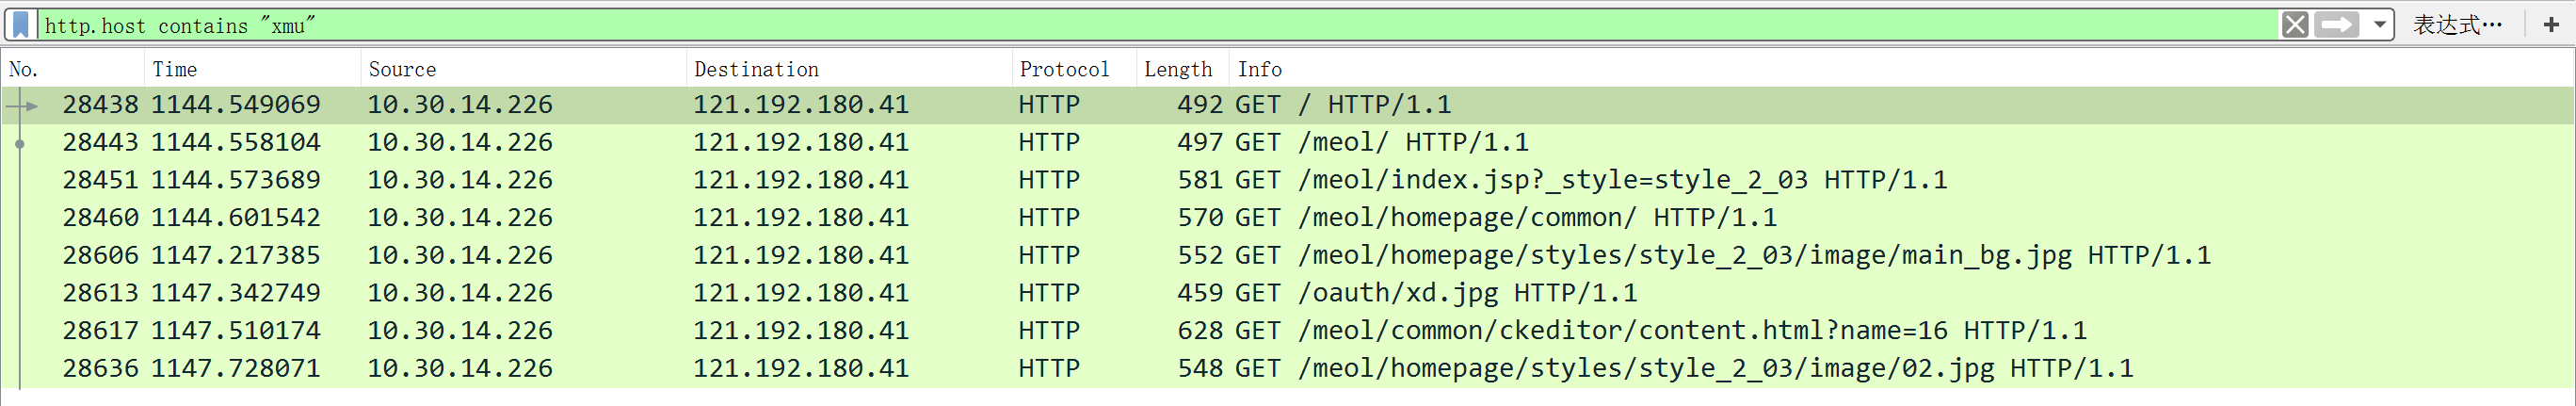 http.host contains "xmu" 表达式… +
No. Time Source Destination Protocol Length Info
28438 1144.549069 10.30.14.226 121.192.180.41 HTTP 492 GET / HTTP/1.1
28443 1144.558104 10.30.14.226 121.192.180.41 HTTP 497 GET /meol/ HTTP/1.1
28451 1144.573689 10.30.14.226 121.192.180.41 HTTP 581 GET /meol/index.jsp?_style=style_2_03 HTTP/1.1
28460 1144.601542 10.30.14.226 121.192.180.41 HTTP 570 GET /meol/homepage/common/ HTTP/1.1
28606 1147.217385 10.30.14.226 121.192.180.41 HTTP 552 GET /meol/homepage/styles/style_2_03/image/main_bg.jpg HTTP/1.1
28613 1147.342749 10.30.14.226 121.192.180.41 HTTP 459 GET /oauth/xd.jpg HTTP/1.1
28617 1147.510174 10.30.14.226 121.192.180.41 HTTP 628 GET /meol/common/ckeditor/content.html?name=16 HTTP/1.1
28636 1147.728071 10.30.14.226 121.192.180.41 HTTP 548 GET /meol/homepage/styles/style_2_03/image/02.jpg HTTP/1.1